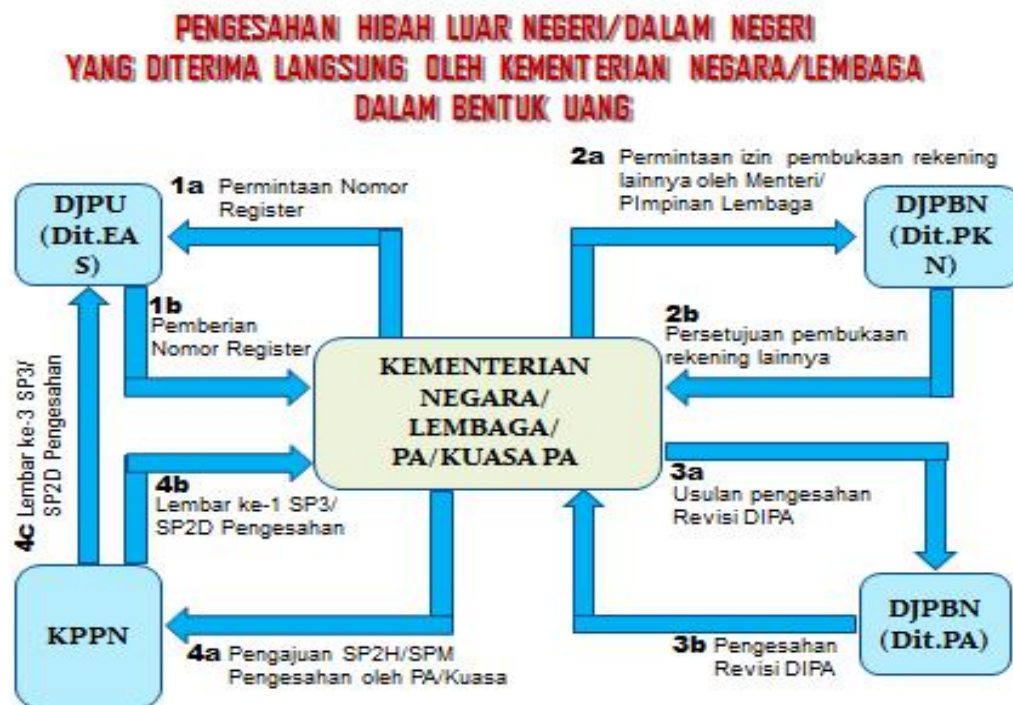 PENGESAHAN HIBAH LUAR NEGERI/DALAM NEGERI
YANG DITERIMA LANGSUNG OLEH KEMENTERIAN NEGARA/LEMBAGA
DALAM BENTUK UANG
2a Permintaan izin pembukaan rekening
lainnya oleh Menteri/
PImpinan Lembaga
1a Permintaan Nomor
Register
DJPU
(Dit.EA
S)
DJPBN
(Dit.PK
N)
1b
Pemberian
Nomor Register
2b
Persetujuan pembukaan
rekening lainnya
KEMENTERIAN
NEGARA/
LEMBAGA/
PA/KUASA PA
4c Lembar ke-3 SP3/
SP2D Pengesahan
4b
Lembar ke-1 SP3/
SP2D Pengesahan
3a
Usulan pengesahan
Revisi DIPA
KPPN
DJPBN
(Dit.PA)
4a Pengajuan SP2H/SPM
Pengesahan oleh PA/Kuasa
3b Pengesahan
Revisi DIPA